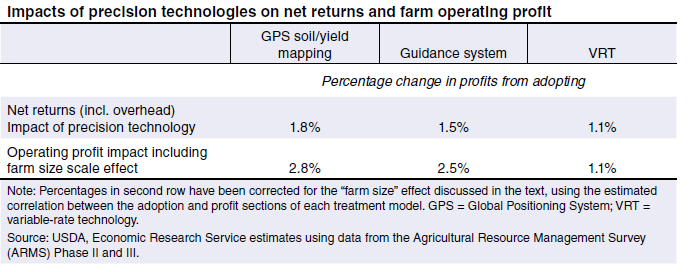 Impacts of precision technologies on net returns and farm operating profit
GPS soil/yield
mapping Guidance system VRT
Percentage change in profits from adopting
Net returns (incl. overhead)
Impact of precision technology 1.8% 1.5% 1.1%
Operating profit impact including
farm size scale effect 2.8% 2.5% 1.1%
Note: Percentages in second row have been corrected for the “farm size” effect discussed in the text, using the estimated
correlation between the adoption and profit sections of each treatment model. GPS = Global Positioning System; VRT =
variable-rate technology.
Source: USDA, Economic Research Service estimates using data from the Agricultural Resource Management Survey
(ARMS) Phase II and III.